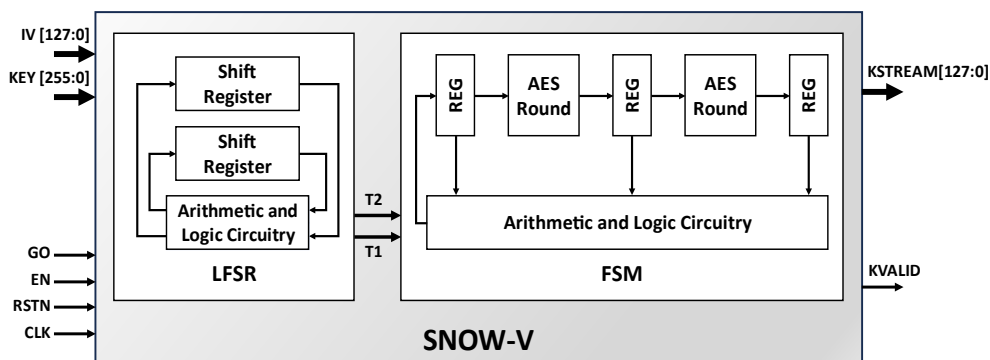 IV [127:0]
KEY [255:0]
GO
EN
RSTN
CLK
Shift
Register
Shift
Register
Arithmetic and
Logic Circuitry
LFSR
T2
T1
REG
AES
Round
REG
AES
Round
REG
Arithmetic and Logic Circuitry
FSM
KSTREAM[127:0]
KVALID
SNOW-V